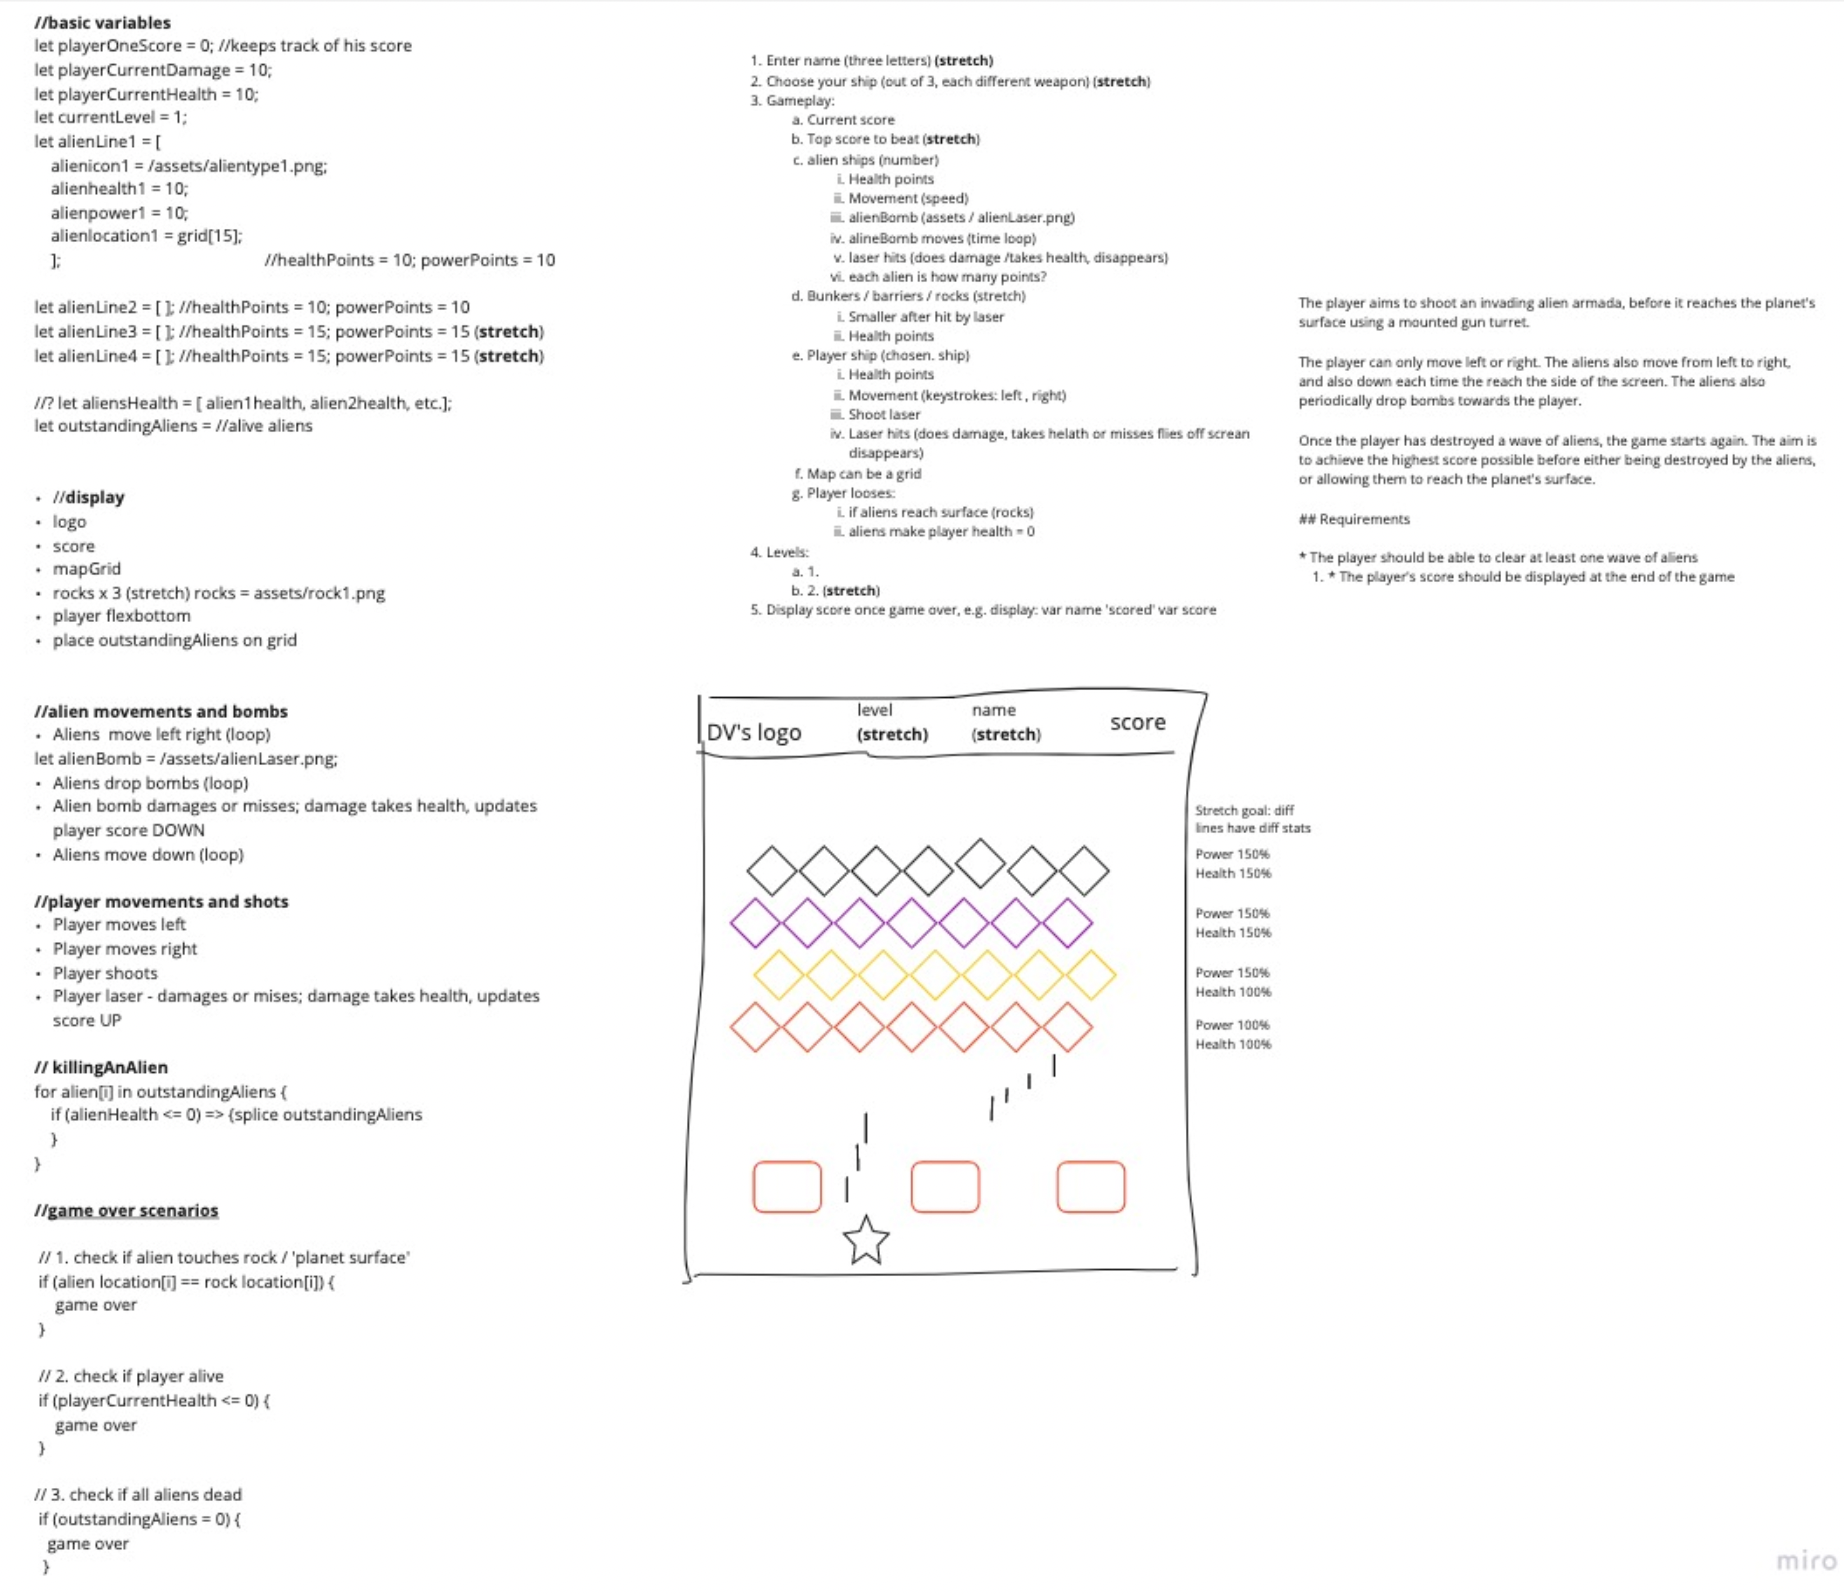 //basic variables
let playerOneScore = 0; //keeps track of his score
let playerCurrentDamage = 10;
let playerCurrentHealth = 10;
let currentLevel = 1;
let alienLine1 = [
alienicon1 = /assets/alientype1.png;
alienhealth1 = 10;
alienpower1 = 10;
alienlocation1 = grid[15];
]; //healthPoints = 10; powerPoints = 10
let alienLine2 = [ ]; //healthPoints = 10; powerPoints = 10
let alienLine3 = [ ]; //healthPoints = 15; powerPoints = 15 (stretch)
let alienLine4 = [ ]; //healthPoints = 15; powerPoints = 15 (stretch)
//? let aliensHealth = [ alien1health, alien2health, etc.];
let outstandingAliens = //alive aliens
• //display
• logo
• score
• mapGrid
• rocks x 3 (stretch) rocks = assets/rock1.png
• player flexbottom
• place outstandingAliens on grid
//alien movements and bombs
• Aliens move left right (loop)
let alienBomb = /assets/alienLaser.png;
• Aliens drop bombs (loop)
• Alien bomb damages or misses; damage takes health, updates
player score DOWN
• Aliens move down (loop)
//player movements and shots
• Player moves left
• Player moves right
• Player shoots
• Player laser - damages or mises; damage takes health, updates
score UP
// killingAnAlien
for alien[i] in outstandingAliens {
if (alienHealth <= 0) => {splice outstandingAliens
}
}
//game over scenarios
// 1. check if alien touches rock / 'planet surface'
if (alien location[i] == rock location[i]) {
game over
}
// 2. check if player alive
if (playerCurrentHealth <= 0) {
game over
}
// 3. check if all aliens dead
if (outstandingAliens = 0) {
game over
}
1. Enter name (three letters) (stretch)
2. Choose your ship (out of 3, each different weapon) (stretch)
3. Gameplay:
a. Current score
b. Top score to beat (stretch)
c. alien ships (number)
i. Health points
ii. Movement (speed)
iii. alienBomb (assets / alienLaser.png)
iv. alineBomb moves (time loop)
v. laser hits (does damage /takes health, disappears)
vi. each alien is how many points?
d. Bunkers / barriers / rocks (stretch)
i. Smaller after hit by laser
ii. Health points
e. Player ship (chosen. ship)
i. Health points
ii. Movement (keystrokes: left , right)
iii. Shoot laser
iv. Laser hits (does damage, takes helath or misses flies off screan
disappears)
f. Map can be a grid
g. Player looses:
i. if aliens reach surface (rocks)
ii. aliens make player health = 0
4. Levels:
a. 1.
b. 2. (stretch)
5. Display score once game over, e.g. display: var name 'scored' var score
The player aims to shoot an invading alien armada, before it reaches the planet's
surface using a mounted gun turret.
The player can only move left or right. The aliens also move from left to right,
and also down each time the reach the side of the screen. The aliens also
periodically drop bombs towards the player.
Once the player has destroyed a wave of aliens, the game starts again. The aim is
to achieve the highest score possible before either being destroyed by the aliens,
or allowing them to reach the planet's surface.
## Requirements
* The player should be able to clear at least one wave of aliens
1. * The player's score should be displayed at the end of the game
DV's logo
level
(stretch)
name
(stretch)
score
Stretch goal: diff
lines have diff stats
Power 150%
Health 150%
Power 150%
Health 150%
Power 150%
Health 100%
Power 100%
Health 100%
miro